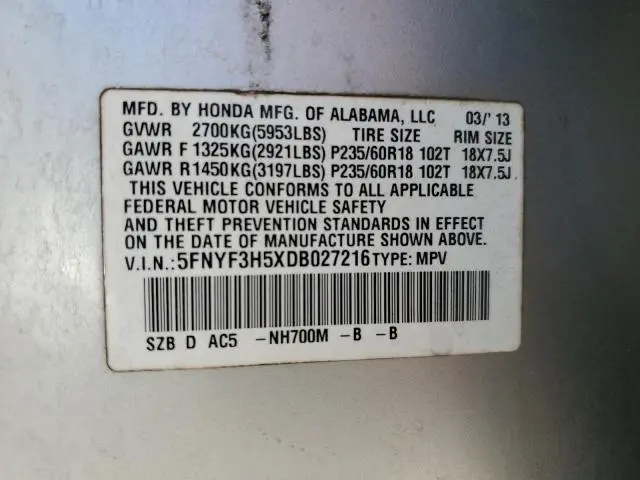 MFD. BY HONDA MFG. OF ALABAMA, LLC 03/'13
GVWR 2700KG(5953LBS) TIRE SIZE RIM SIZE
GAWR F 1325KG(2921LBS) P235/60R18 102T 18X7.5J
GAWR R1450KG(3197LBS) P235/60R18 102T 18X7.5J
THIS VEHICLE CONFORMS TO ALL APPLICABLE
FEDERAL MOTOR VEHICLE SAFETY
AND THEFT PREVENTION STANDARDS IN EFFECT
ON THE DATE OF MANUFACTURE SHOWN ABOVE.
V.I.N.:5FNYF3H5XDB027216 TYPE: MPV
SZB D AC5 -NH700M -B -B